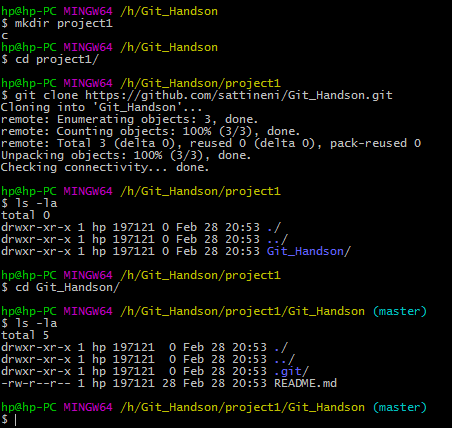 hp@hp-PC MINGW64 /h/Git_Handson
$ mkdir project1
c
$ cd project1/

hp@hp-PC MINGW64 /h/Git_Handson/project1
$ git clone https://github.com/sattineni/Git_Handson.git
Cloning into 'Git_Handson'...
remote: Enumerating objects: 3, done.
remote: Counting objects: 100% (3/3), done.
remote: Total 3 (delta 0), reused 0 (delta 0), pack-reused 0
Unpacking objects: 100% (3/3), done.
Checking connectivity... done.

hp@hp-PC MINGW64 /h/Git_Handson/project1
$ ls -la
total 0
drwxr-xr-x 1 hp 197121 0 Feb 28 20:53 ./
drwxr-xr-x 1 hp 197121 0 Feb 28 20:53 ../
drwxr-xr-x 1 hp 197121 0 Feb 28 20:53 Git_Handson/

hp@hp-PC MINGW64 /h/Git_Handson/project1
$ cd Git_Handson/

hp@hp-PC MINGW64 /h/Git_Handson/project1/Git_Handson (master)
$ ls -la
total 5
drwxr-xr-x 1 hp 197121  0 Feb 28 20:53 ./
drwxr-xr-x 1 hp 197121  0 Feb 28 20:53 ../
drwxr-xr-x 1 hp 197121  0 Feb 28 20:53 .git/
-rw-r--r-- 1 hp 197121 28 Feb 28 20:53 README.md

hp@hp-PC MINGW64 /h/Git_Handson/project1/Git_Handson (master)
$